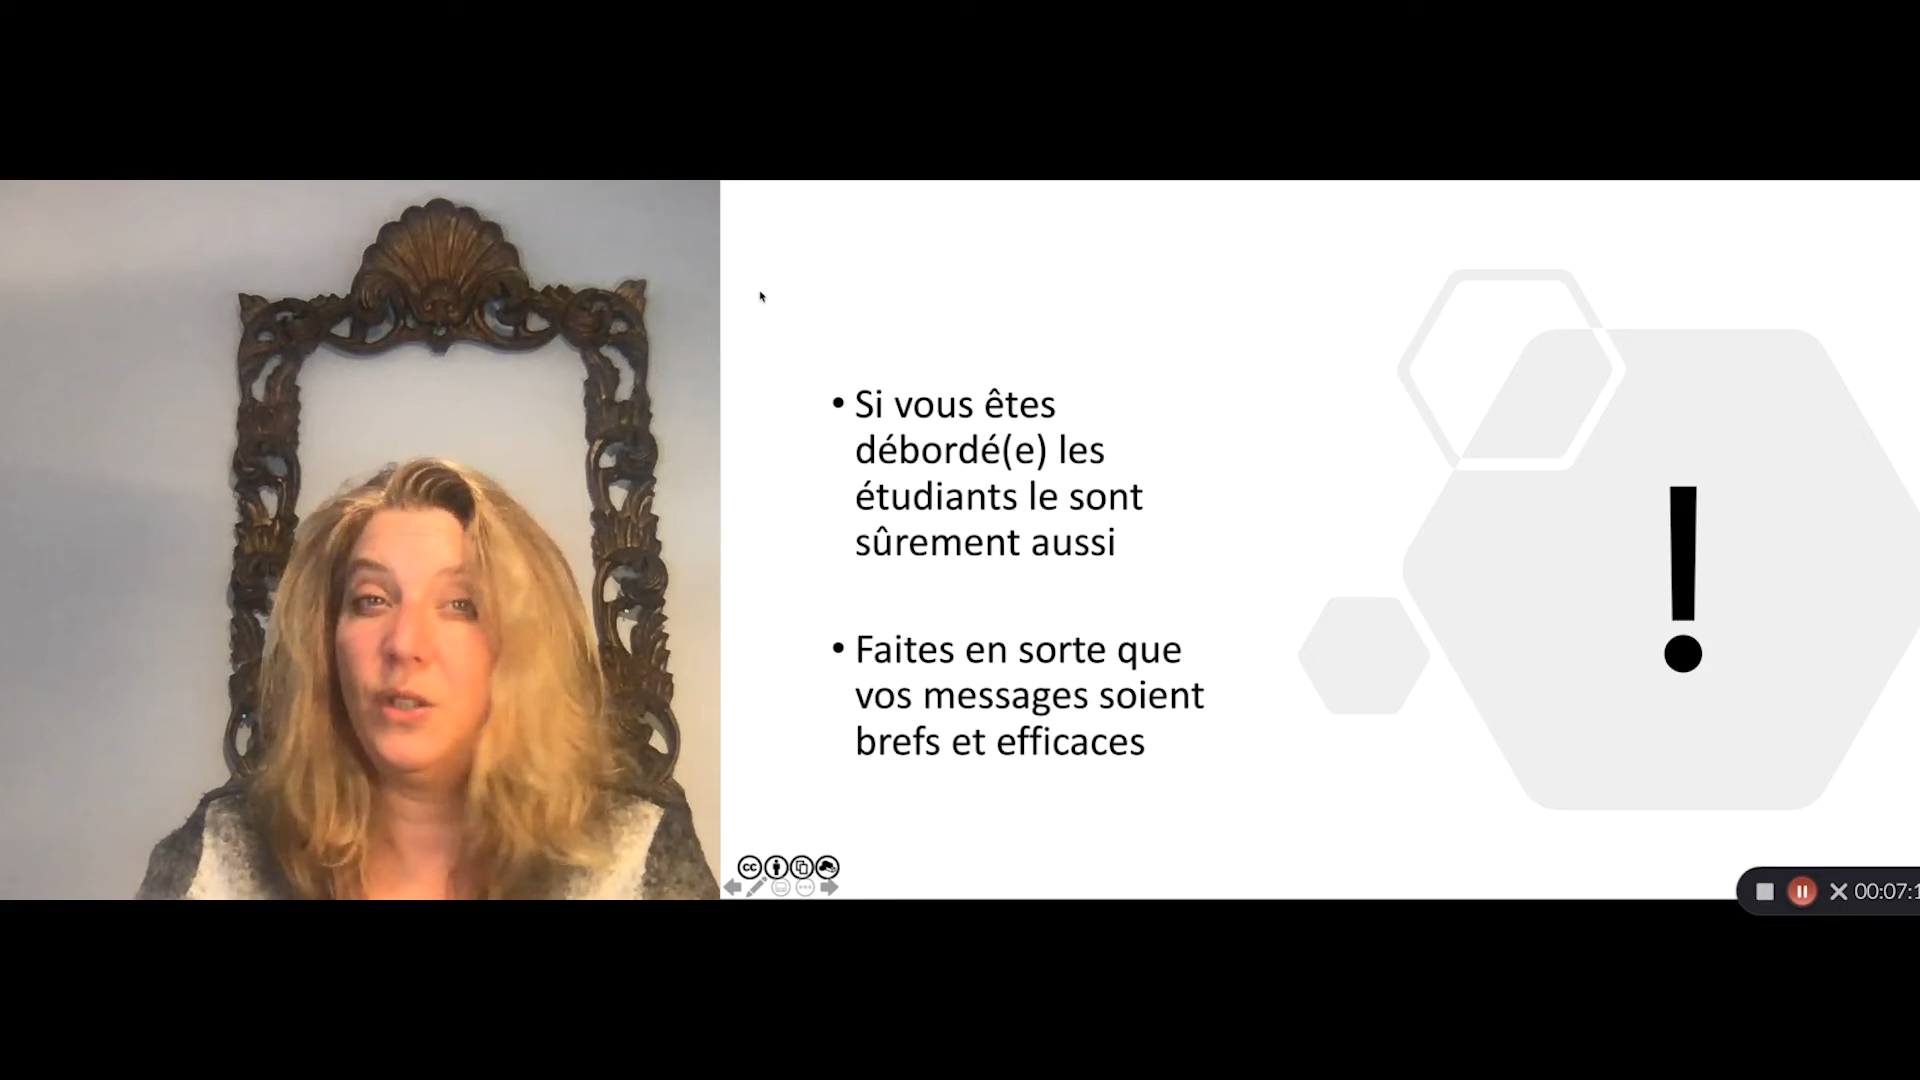 • Si vous êtes
débordé(e) les
étudiants le sont
sûrement aussi
• Faites en sorte que
vos messages soient
brefs et efficaces
!
cc
00:07:1